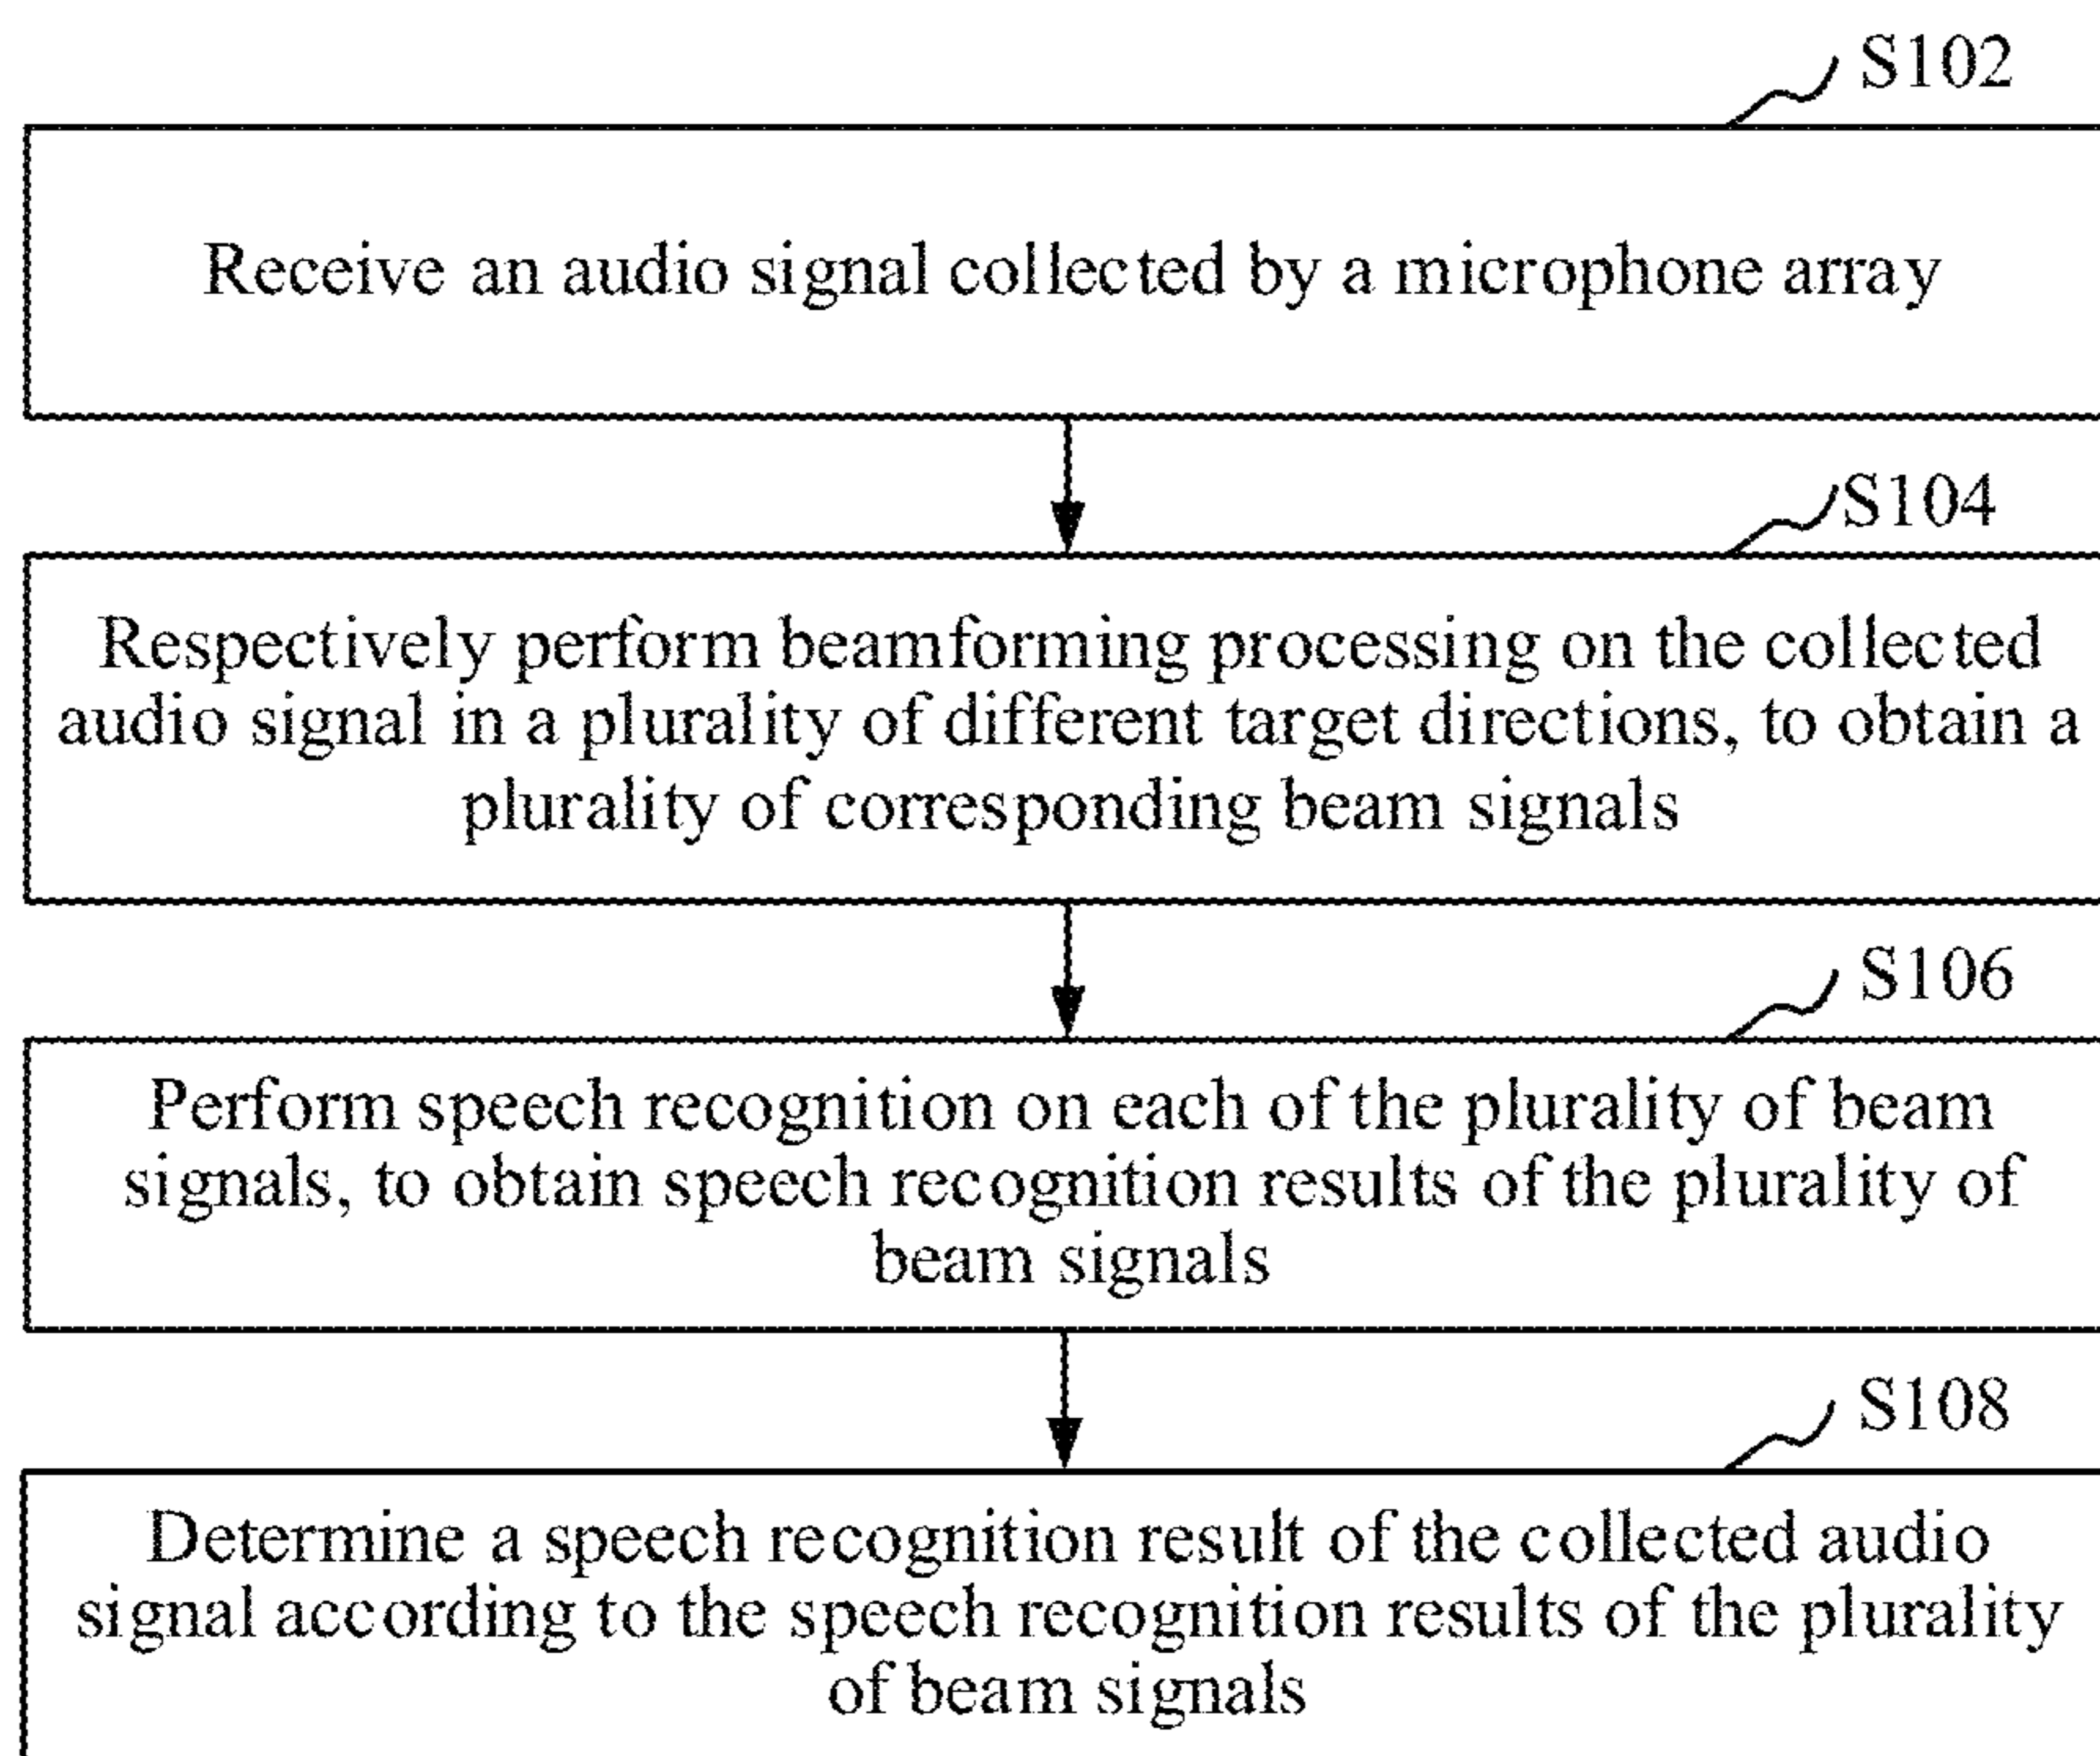 S102
Receive an audio signal collected by a microphone array
S104
Respectively perform beamforming processing on the collected
audio signal in a plurality of different target directions, to obtain a
plurality of corresponding beam signals
S106
Perform speech recognition on each of the plurality of beam
signals, to obtain speech recognition results of the plurality of
beam signals
S108
Determine a speech recognition result of the collected audio
signal according to the speech recognition results of the plurality
of beam signals